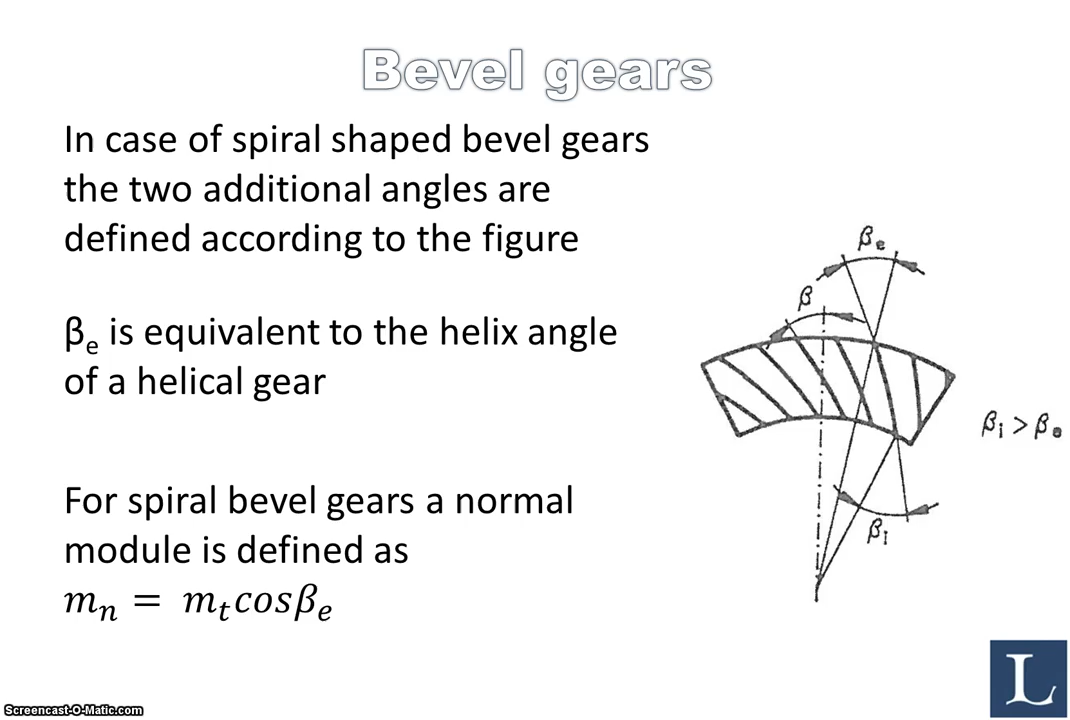 Bevel gears
In case of spiral shaped bevel gears
the two additional angles are
defined according to the figure
βₑ is equivalent to the helix angle
of a helical gear
For spiral bevel gears a normal
module is defined as
mₙ = mₜcosβₑ
βₑ
β
βᵢ > βₑ
βᵢ
L
Screencast-O-Matic.com